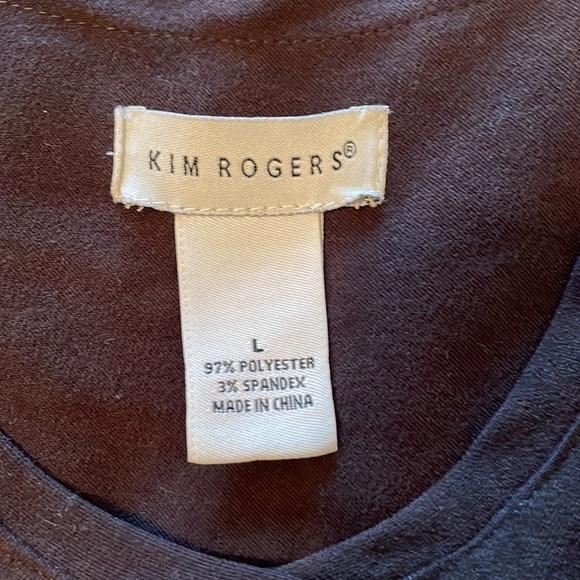 KIM ROGERS®
L
97% POLYESTER
3% SPANDEX
MADE IN CHINA